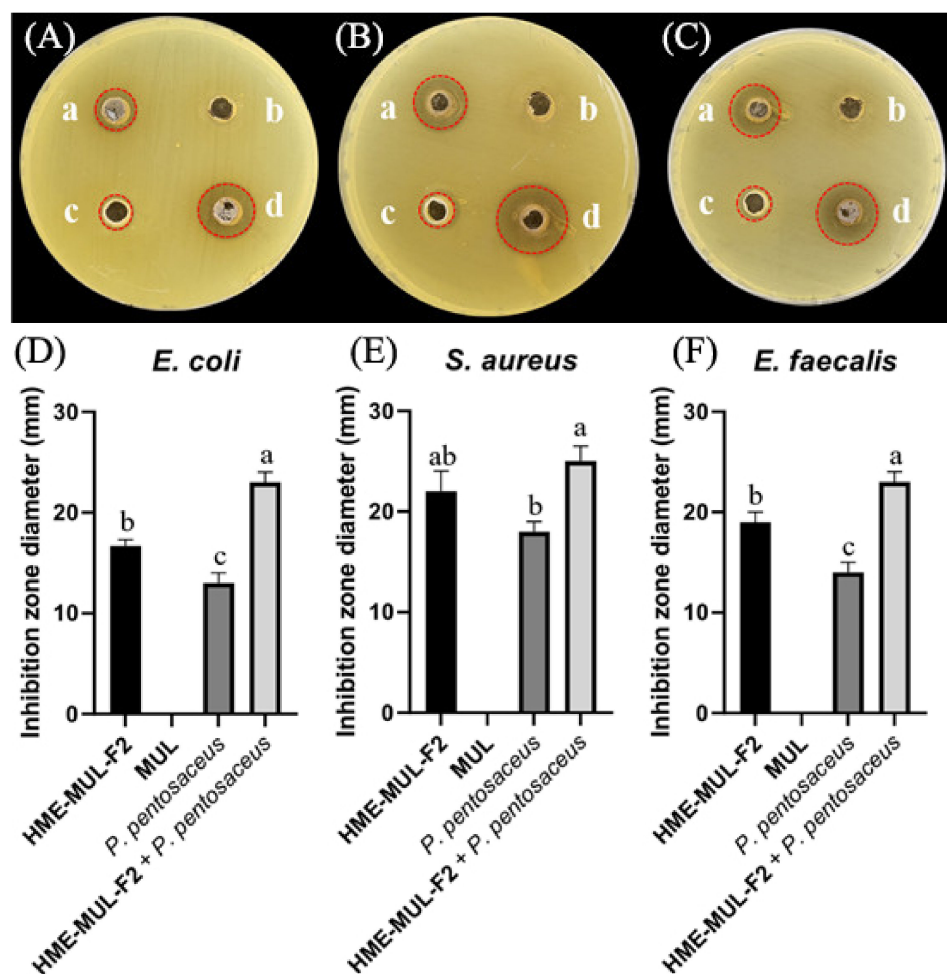 (A) (B) (C)
a b a b a b
c d c d c d
(D) E. coli (E) S. aureus (F) E. faecalis
Inhibition zone diameter (mm)
30
20
10
0
b
c
a
HME-MUL-F2
MUL
P. pentosaceus
HME-MUL-F2 + P. pentosaceus
Inhibition zone diameter (mm)
30
20
10
0
ab
b
a
HME-MUL-F2
MUL
P. pentosaceus
HME-MUL-F2 + P. pentosaceus
Inhibition zone diameter (mm)
30
20
10
0
b
c
a
HME-MUL-F2
MUL
P. pentosaceus
HME-MUL-F2 + P. pentosaceus